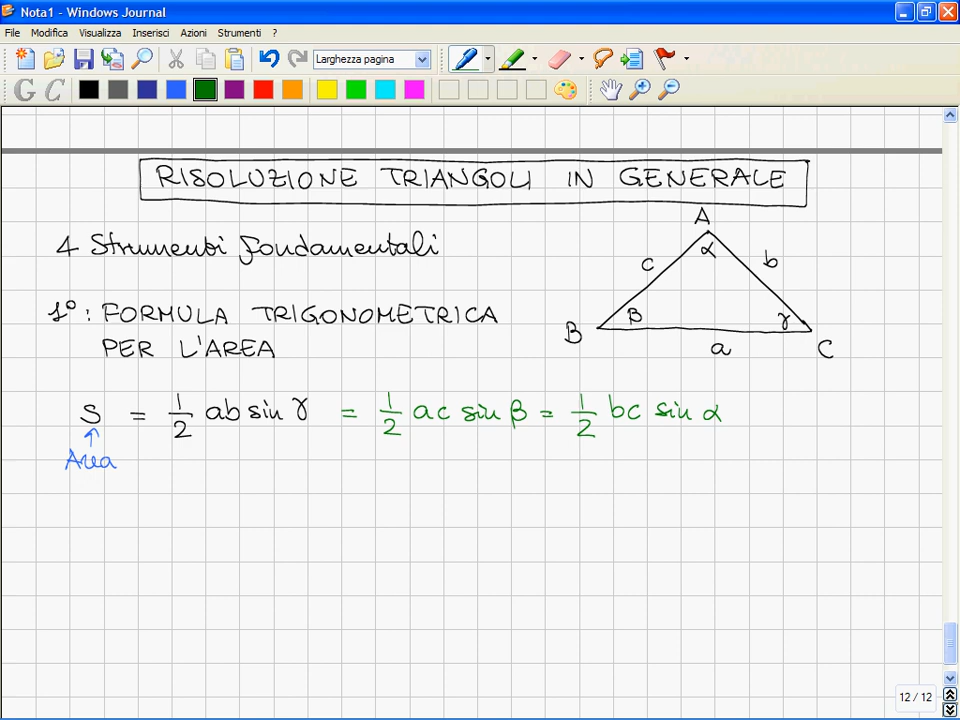 Nota1 - Windows Journal
File Modifica Visualizza Inserisci Azioni Strumenti ?
Larghezza pagina
G C
RISOLUZIONE TRIANGOLI IN GENERALE
4 Strumenti fondamentali
A
α
c b
B β γ C
a
1°: FORMULA TRIGONOMETRICA
PER L'AREA
S = 1/2 ab sin γ = 1/2 ac sin β = 1/2 bc sin α
↑
Area
12 / 12